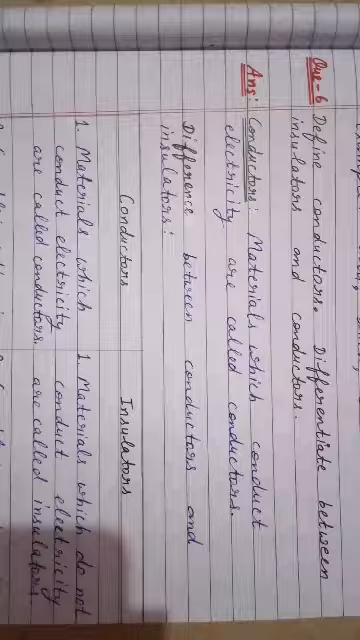 Que-6 Define conductors. Differentiate between
insulators and conductors.
Ans: Conductors: Materials which conduct
electricity are called conductors.
Difference between conductors and
insulators:
Conductors Insulators
1. Materials which
conduct electricity
are called conductors.
1. Materials which do not
conduct electricity
are called insulators.